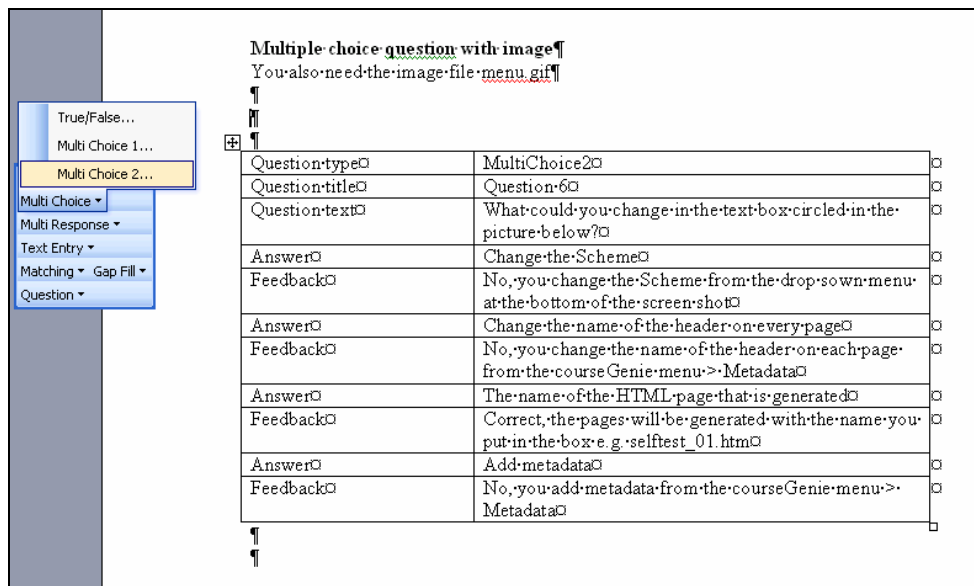 Multiple choice question with image¶
You also need the image file menu.gif¶
¶
¶
¶
True/False...
Multi Choice 1...
Multi Choice 2...
Multi Choice
Multi Response
Text Entry
Matching Gap Fill
Question
Question type MultiChoice2
Question title Question 6
Question text What could you change in the text box circled in the
picture below?
Answer Change the Scheme
Feedback No, you change the Scheme from the drop sown menu
at the bottom of the screen shot
Answer Change the name of the header on every page
Feedback No, you change the name of the header on each page
from the courseGenie menu > Metadata
Answer The name of the HTML page that is generated
Feedback Correct, the pages will be generated with the name you
put in the box e.g. selftest_01.htm
Answer Add metadata
Feedback No, you add metadata from the courseGenie menu >
Metadata
¶
¶